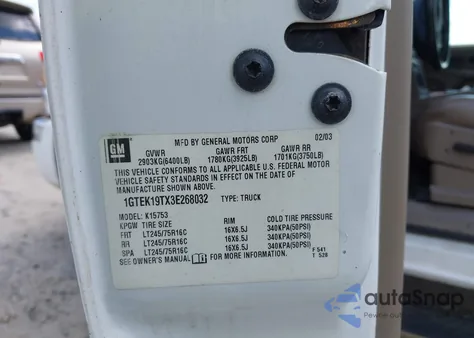 MFD BY GENERAL MOTORS CORP 02/03
GM
GVWR GAWR FRT GAWR RR
2903KG(6400LB) 1780KG(3925LB) 1701KG(3750LB)
THIS VEHICLE CONFORMS TO ALL APPLICABLE U.S. FEDERAL MOTOR
VEHICLE SAFETY STANDARDS IN EFFECT ON THE DATE OF
MANUFACTURE SHOWN ABOVE.
1GTEK19TX3E268032 TYPE: TRUCK
MODEL: K15753
KPGW TIRE SIZE RIM COLD TIRE PRESSURE
FRT LT245/75R16C 16X6.5J 340KPA(50PSI)
RR LT245/75R16C 16X6.5J 340KPA(50PSI)
SPA LT245/75R16C 16X6.5J 340KPA(50PSI)
SEE OWNER'S MANUAL FOR MORE INFORMATION.
F-541
T 528
autoSnap